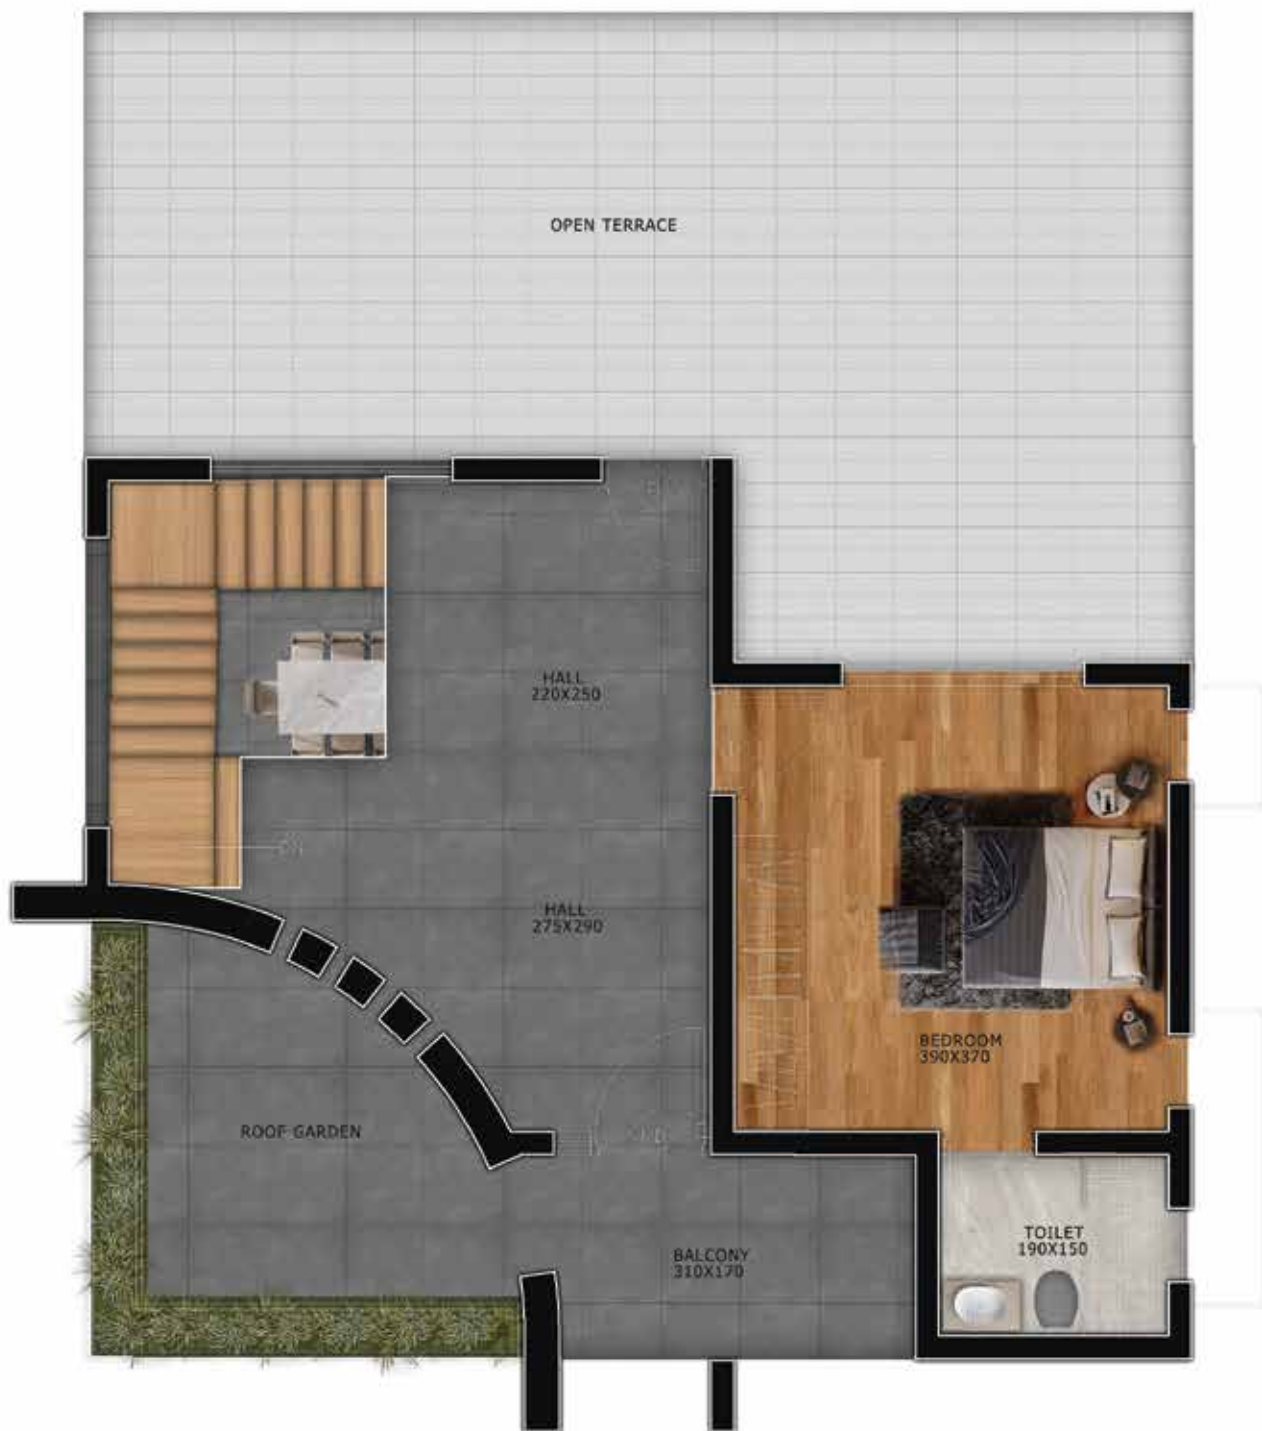 OPEN TERRACE
HALL
220X250
HALL
275X290
BEDROOM
390X370
ROOF GARDEN
TOILET
190X150
BALCONY
310X170